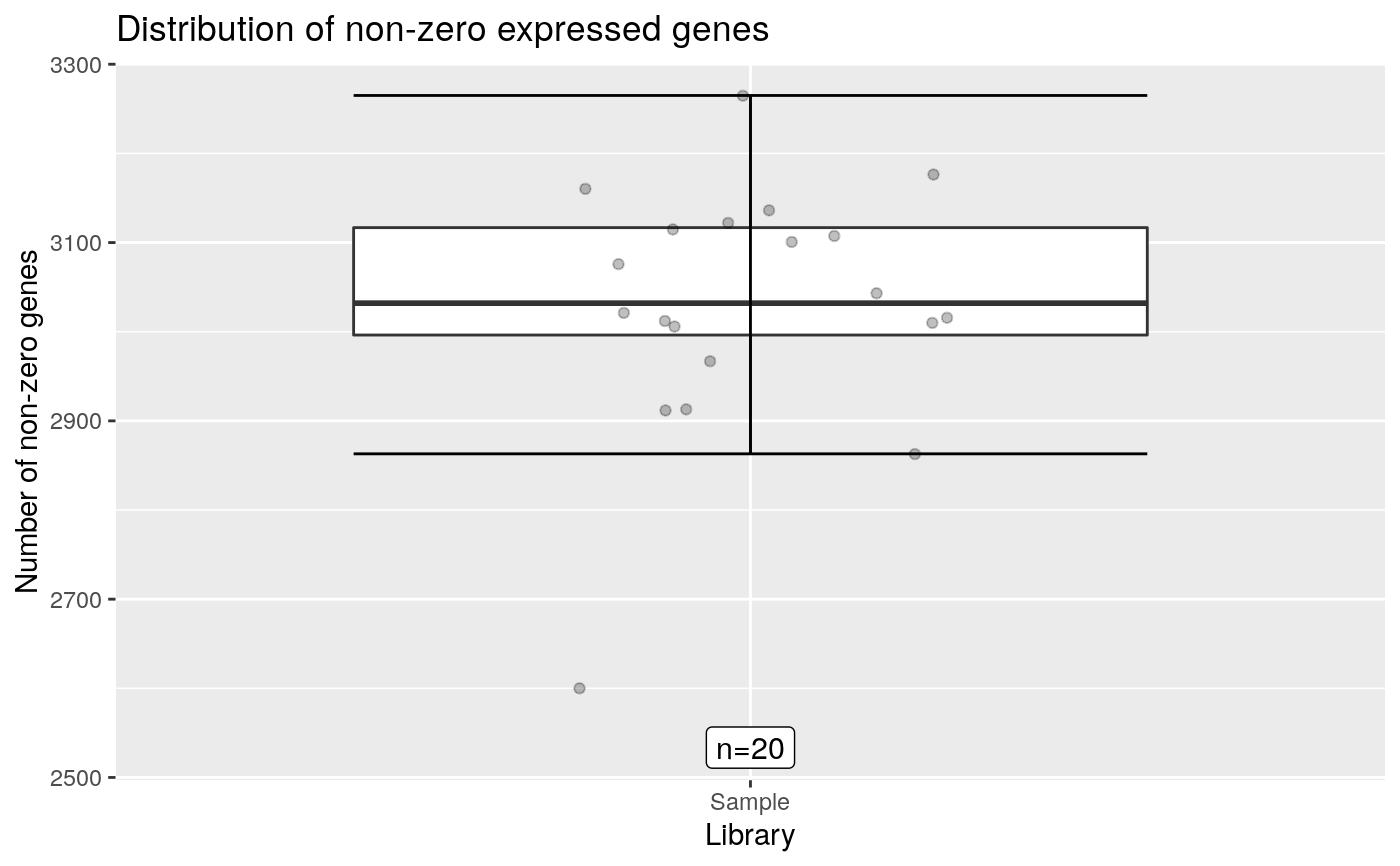 Distribution of non-zero expressed genes
Number of non-zero genes
3300
3100
2900
2700
2500
n=20
Sample
Library